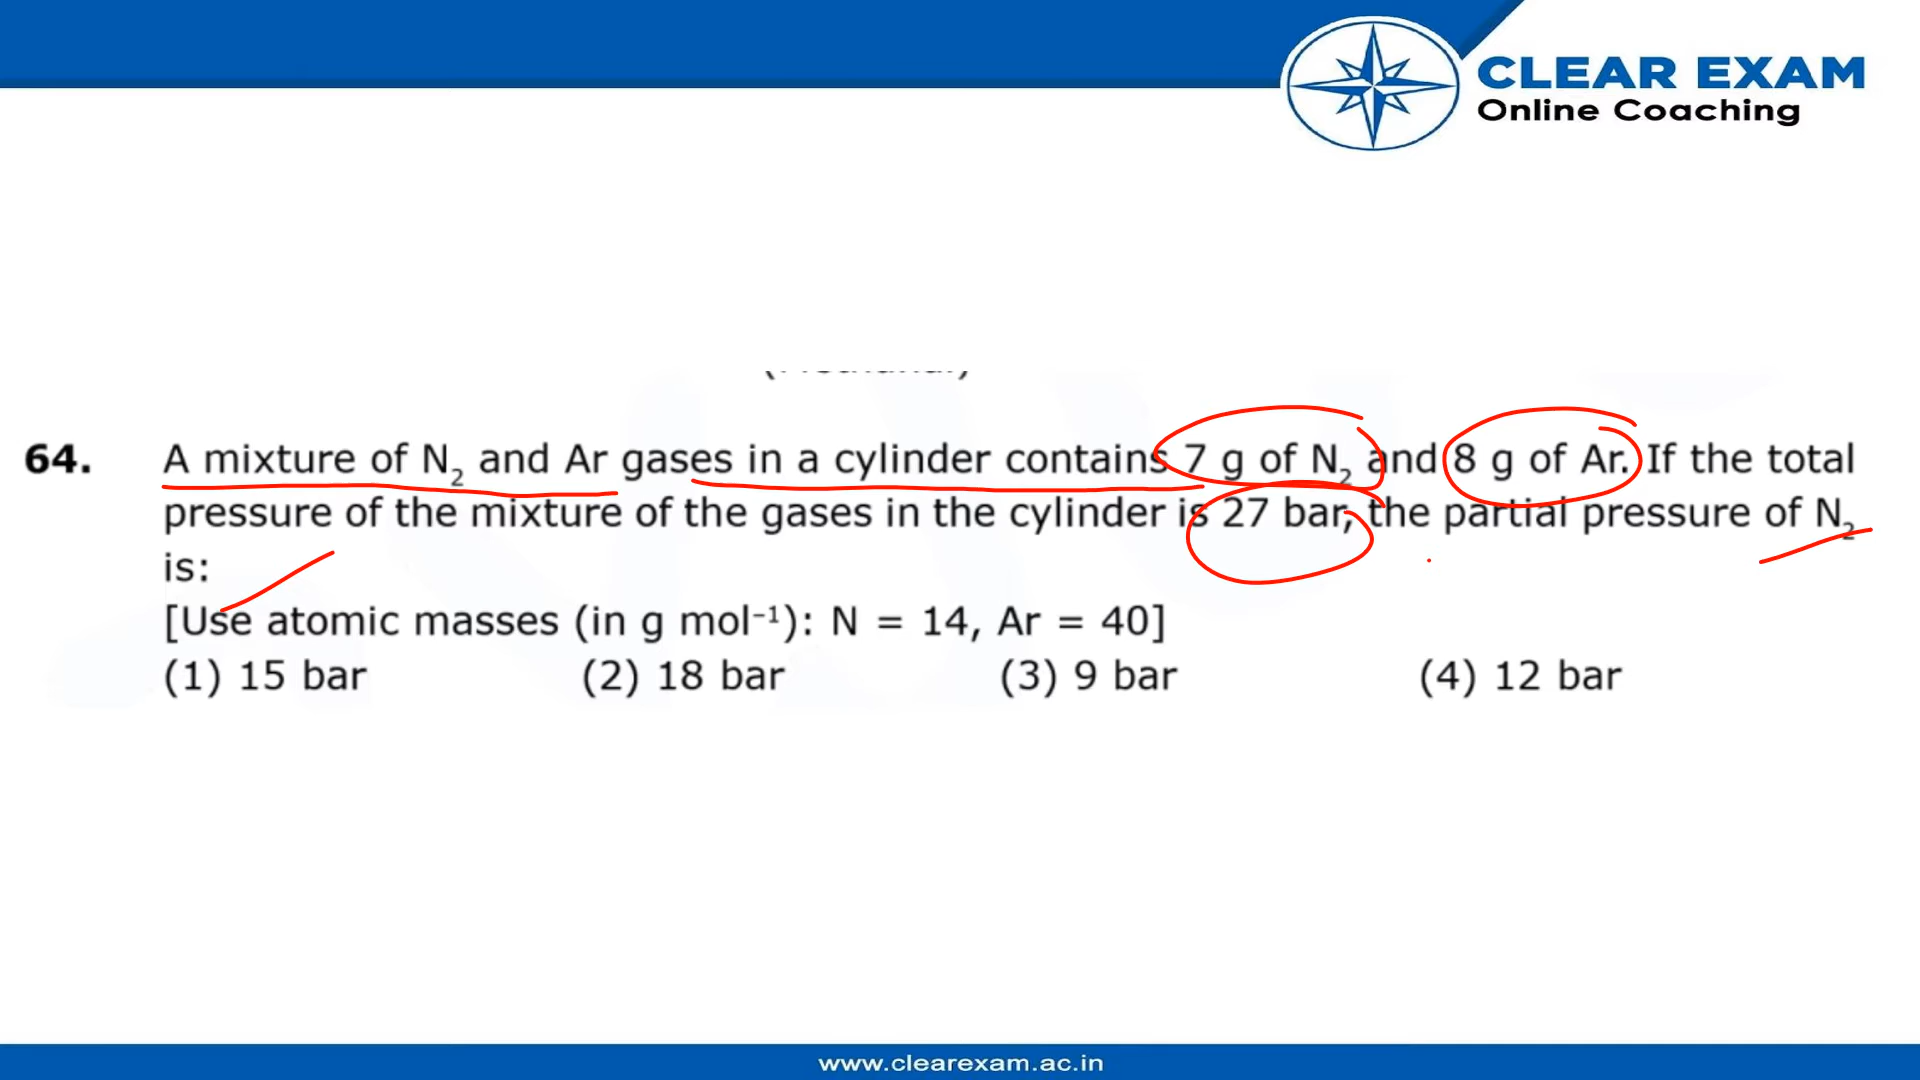 CLEAR EXAM
Online Coaching
64. A mixture of N₂ and Ar gases in a cylinder contains 7 g of N₂ and 8 g of Ar. If the total
pressure of the mixture of the gases in the cylinder is 27 bar, the partial pressure of N₂
is:
[Use atomic masses (in g mol⁻¹): N = 14, Ar = 40]
(1) 15 bar (2) 18 bar (3) 9 bar (4) 12 bar
www.clearexam.ac.in